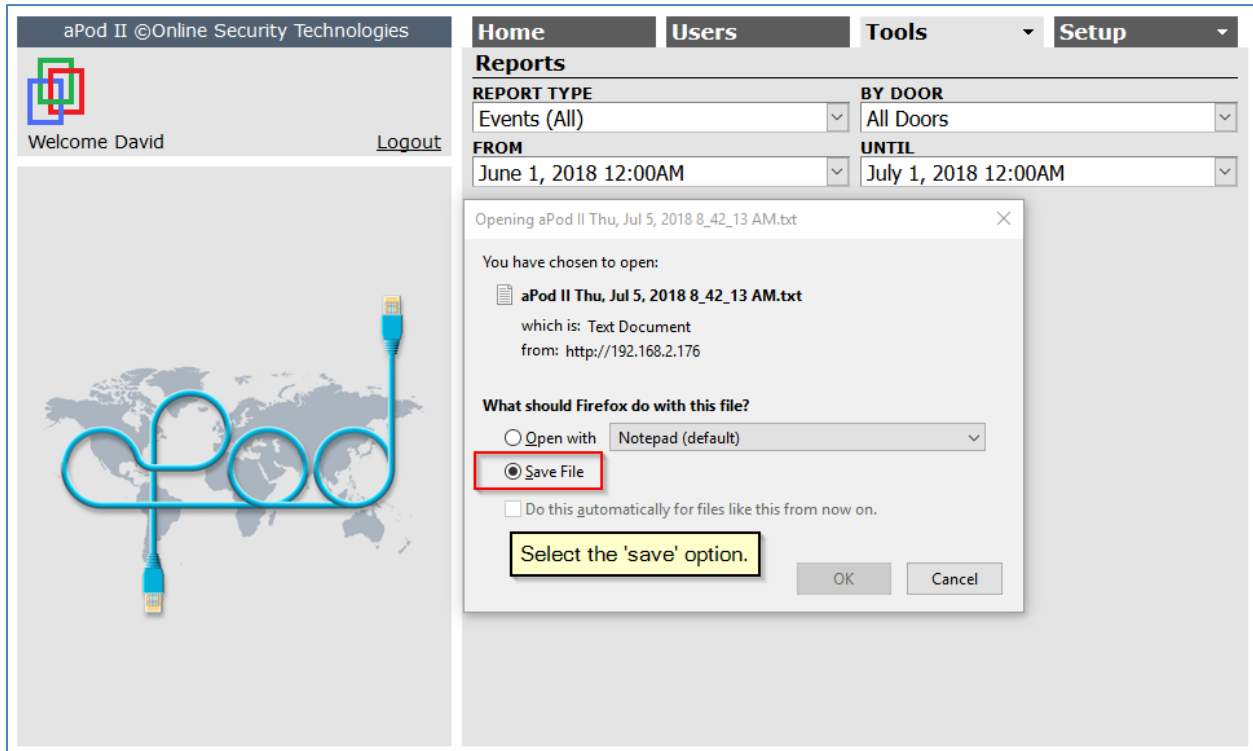 aPod II ©Online Security Technologies
Welcome David
Logout
Home
Users
Tools
Setup
Reports
REPORT TYPE
BY DOOR
Events (All)
All Doors
FROM
UNTIL
June 1, 2018 12:00AM
July 1, 2018 12:00AM
Opening aPod II Thu, Jul 5, 2018 8_42_13 AM.txt
You have chosen to open:
aPod II Thu, Jul 5, 2018 8_42_13 AM.txt
which is: Text Document
from: http://192.168.2.176
What should Firefox do with this file?
Open with
Notepad (default)
Save File
Do this automatically for files like this from now on.
Select the 'save' option.
OK
Cancel
aPod